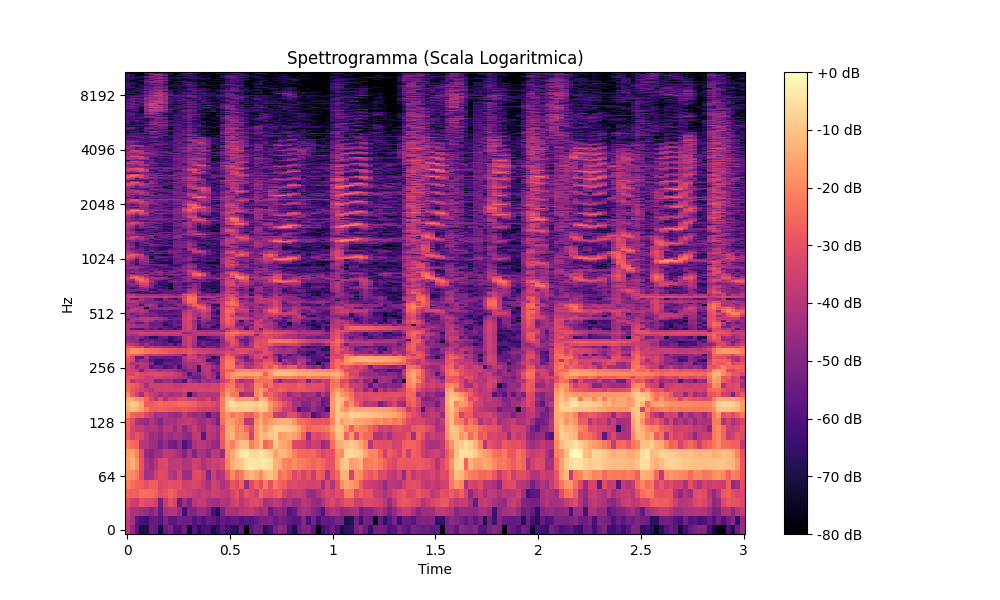 Spettrogramma (Scala Logaritmica)
Hz
8192
4096
2048
1024
512
256
128
64
0
0 0.5 1 1.5 2 2.5 3
Time
+0 dB
-10 dB
-20 dB
-30 dB
-40 dB
-50 dB
-60 dB
-70 dB
-80 dB